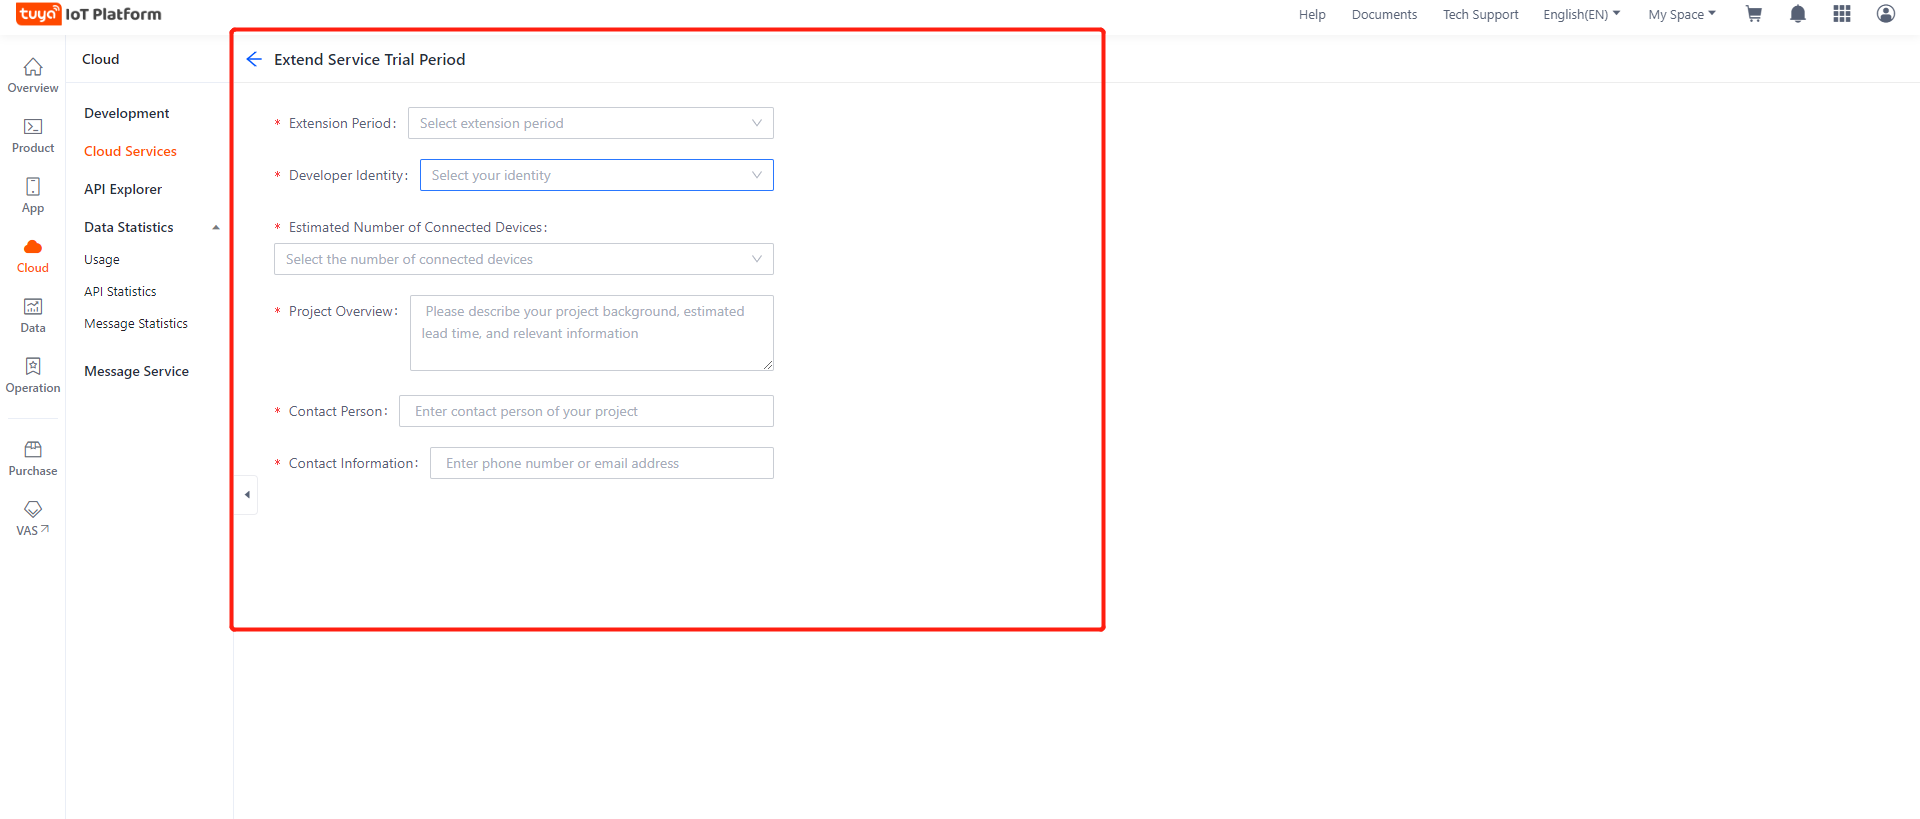 tuya IoT Platform
Help
Documents
Tech Support
English(EN)
My Space
Overview
Product
App
Cloud
Data
Operation
Purchase
VAS
Cloud
Development
Cloud Services
API Explorer
Data Statistics
Usage
API Statistics
Message Statistics
Message Service
Extend Service Trial Period
* Extension Period: Select extension period
* Developer Identity: Select your identity
* Estimated Number of Connected Devices:
Select the number of connected devices
* Project Overview: Please describe your project background, estimated
lead time, and relevant information
* Contact Person: Enter contact person of your project
* Contact Information: Enter phone number or email address